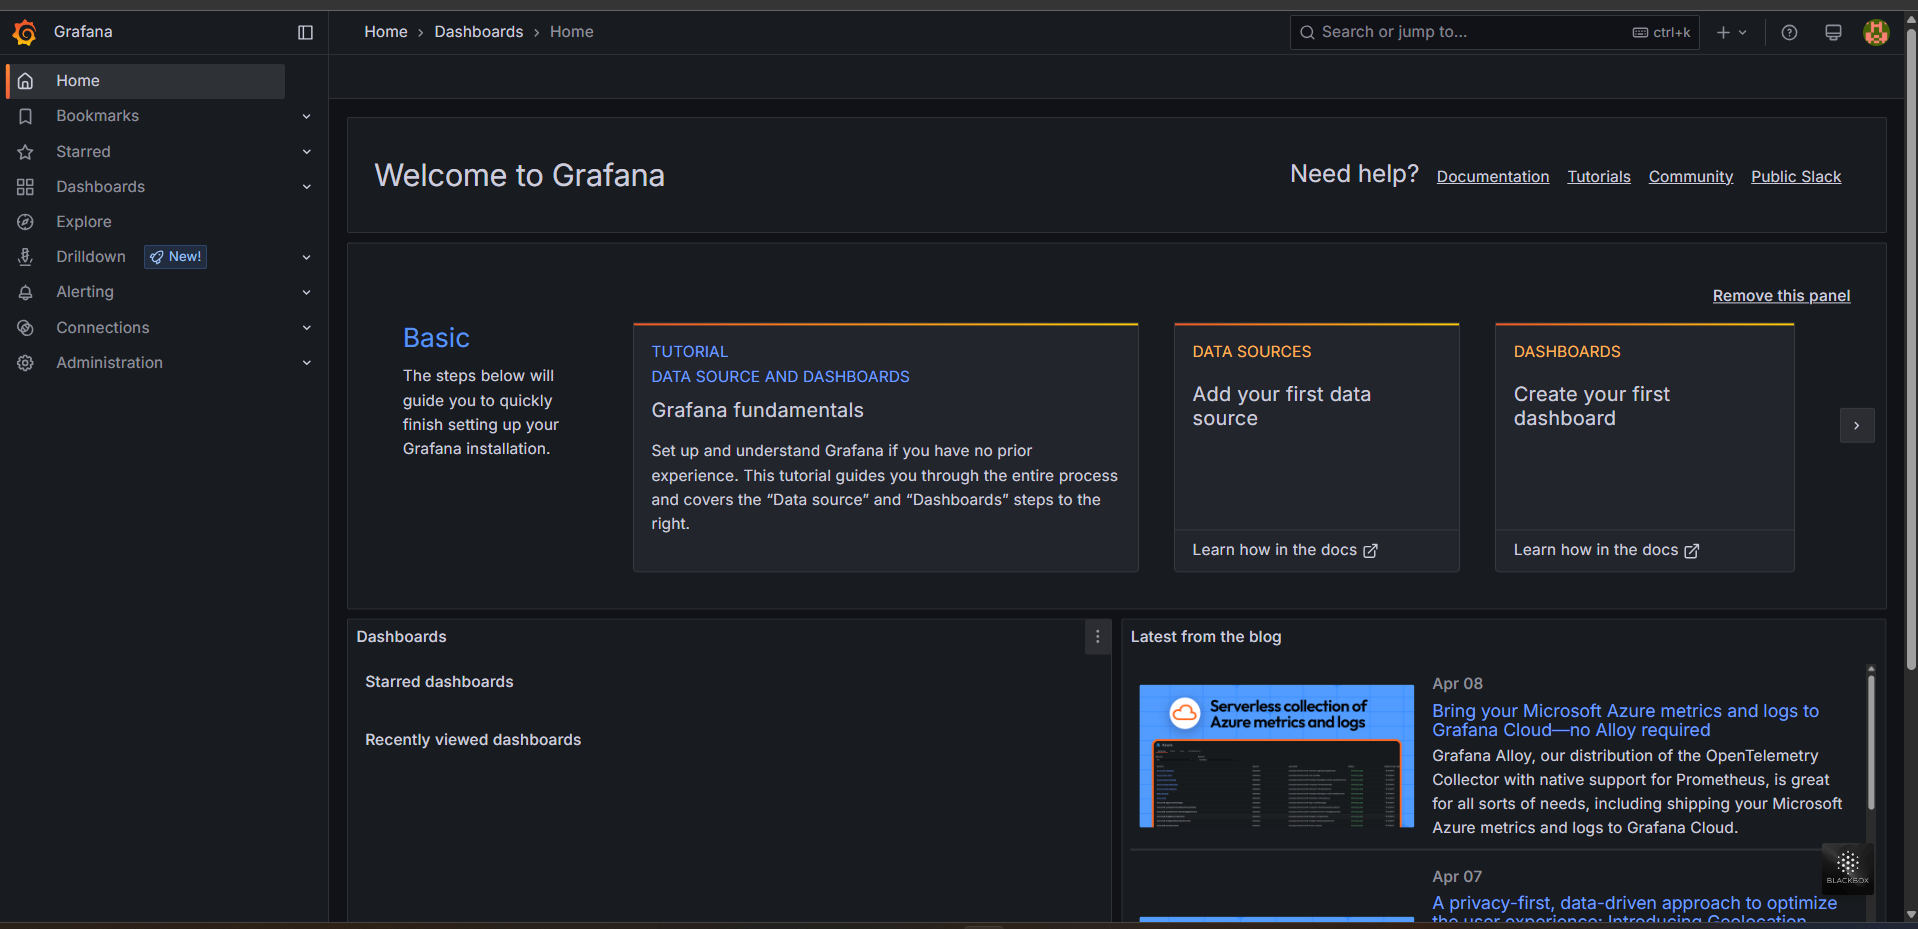 Grafana
Home › Dashboards › Home
Search or jump to...
ctrl+k
Home
Bookmarks
Starred
Dashboards
Explore
Drilldown New!
Alerting
Connections
Administration
Welcome to Grafana
Need help? Documentation Tutorials Community Public Slack
Remove this panel
Basic
The steps below will
guide you to quickly
finish setting up your
Grafana installation.
TUTORIAL
DATA SOURCE AND DASHBOARDS
Grafana fundamentals
Set up and understand Grafana if you have no prior
experience. This tutorial guides you through the entire process
and covers the “Data source” and “Dashboards” steps to the
right.
DATA SOURCES
Add your first data
source
Learn how in the docs
DASHBOARDS
Create your first
dashboard
Learn how in the docs
Dashboards
Starred dashboards
Recently viewed dashboards
Latest from the blog
Serverless collection of
Azure metrics and logs
Apr 08
Bring your Microsoft Azure metrics and logs to
Grafana Cloud—no Alloy required
Grafana Alloy, our distribution of the OpenTelemetry
Collector with native support for Prometheus, is great
for all sorts of needs, including shipping your Microsoft
Azure metrics and logs to Grafana Cloud.
BLACKBOX
Apr 07
A privacy-first, data-driven approach to optimize
the user experience: Introducing Geolocation